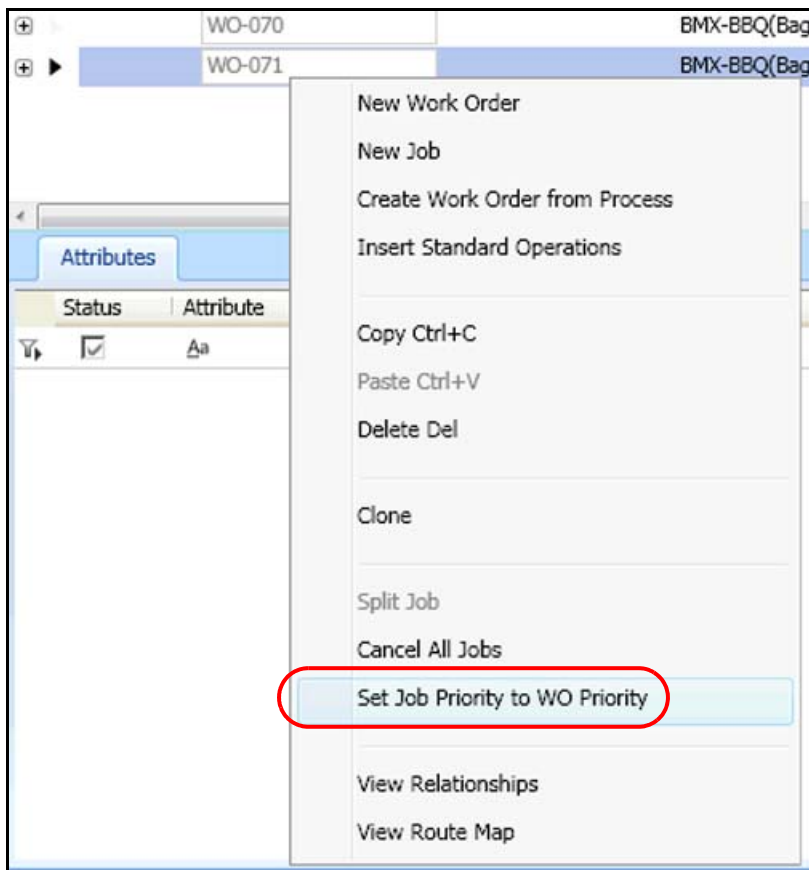 WO-070 BMX-BBQ(Bag
WO-071 BMX-BBQ(Bag
New Work Order
New Job
Create Work Order from Process
Insert Standard Operations
Attributes
Status Attribute
Aa
Copy Ctrl+C
Paste Ctrl+V
Delete Del
Clone
Split Job
Cancel All Jobs
Set Job Priority to WO Priority
View Relationships
View Route Map